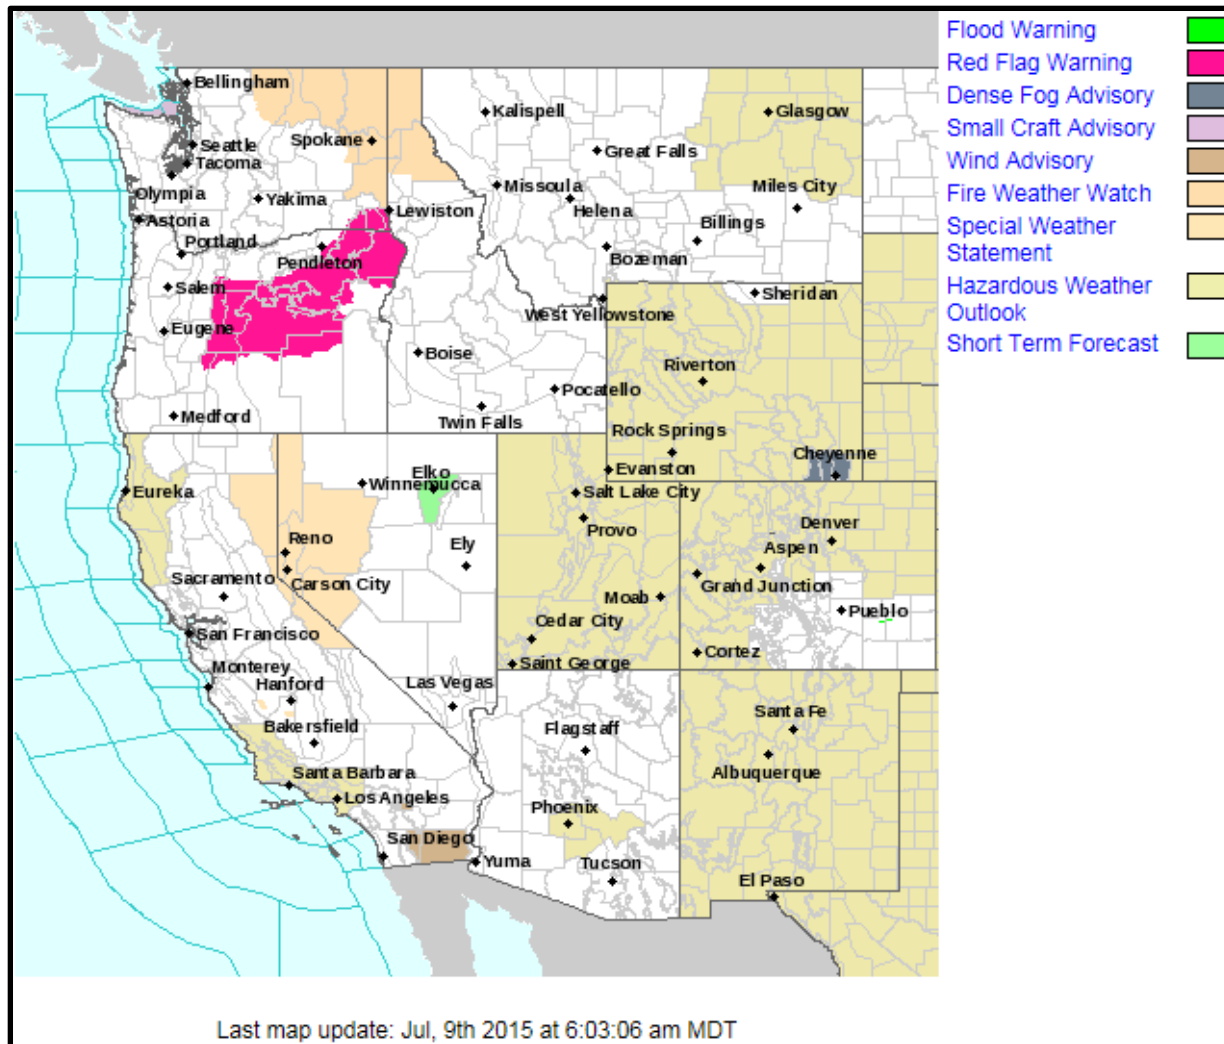 Flood Warning
Red Flag Warning
Dense Fog Advisory
Small Craft Advisory
Wind Advisory
Fire Weather Watch
Special Weather
Statement
Hazardous Weather
Outlook
Short Term Forecast
Bellingham
Seattle
Tacoma
Olympia
Spokane
Yakima
Astoria
Lewiston
Portland
Pendleton
Salem
Eugene
Medford
Kalispell
Great Falls
Missoula
Helena
Glasgow
Miles City
Billings
Bozeman
West Yellowstone
Sheridan
Boise
Pocatello
Twin Falls
Riverton
Rock Springs
Cheyenne
Evanston
Eureka
Elko
Winnemucca
Reno
Ely
Carson City
Sacramento
San Francisco
Monterey
Hanford
Bakersfield
Las Vegas
Santa Barbara
Los Angeles
San Diego
Salt Lake City
Provo
Moab
Cedar City
Saint George
Denver
Aspen
Grand Junction
Pueblo
Cortez
Flagstaff
Phoenix
Yuma
Tucson
Santa Fe
Albuquerque
El Paso
Last map update: Jul, 9th 2015 at 6:03:06 am MDT